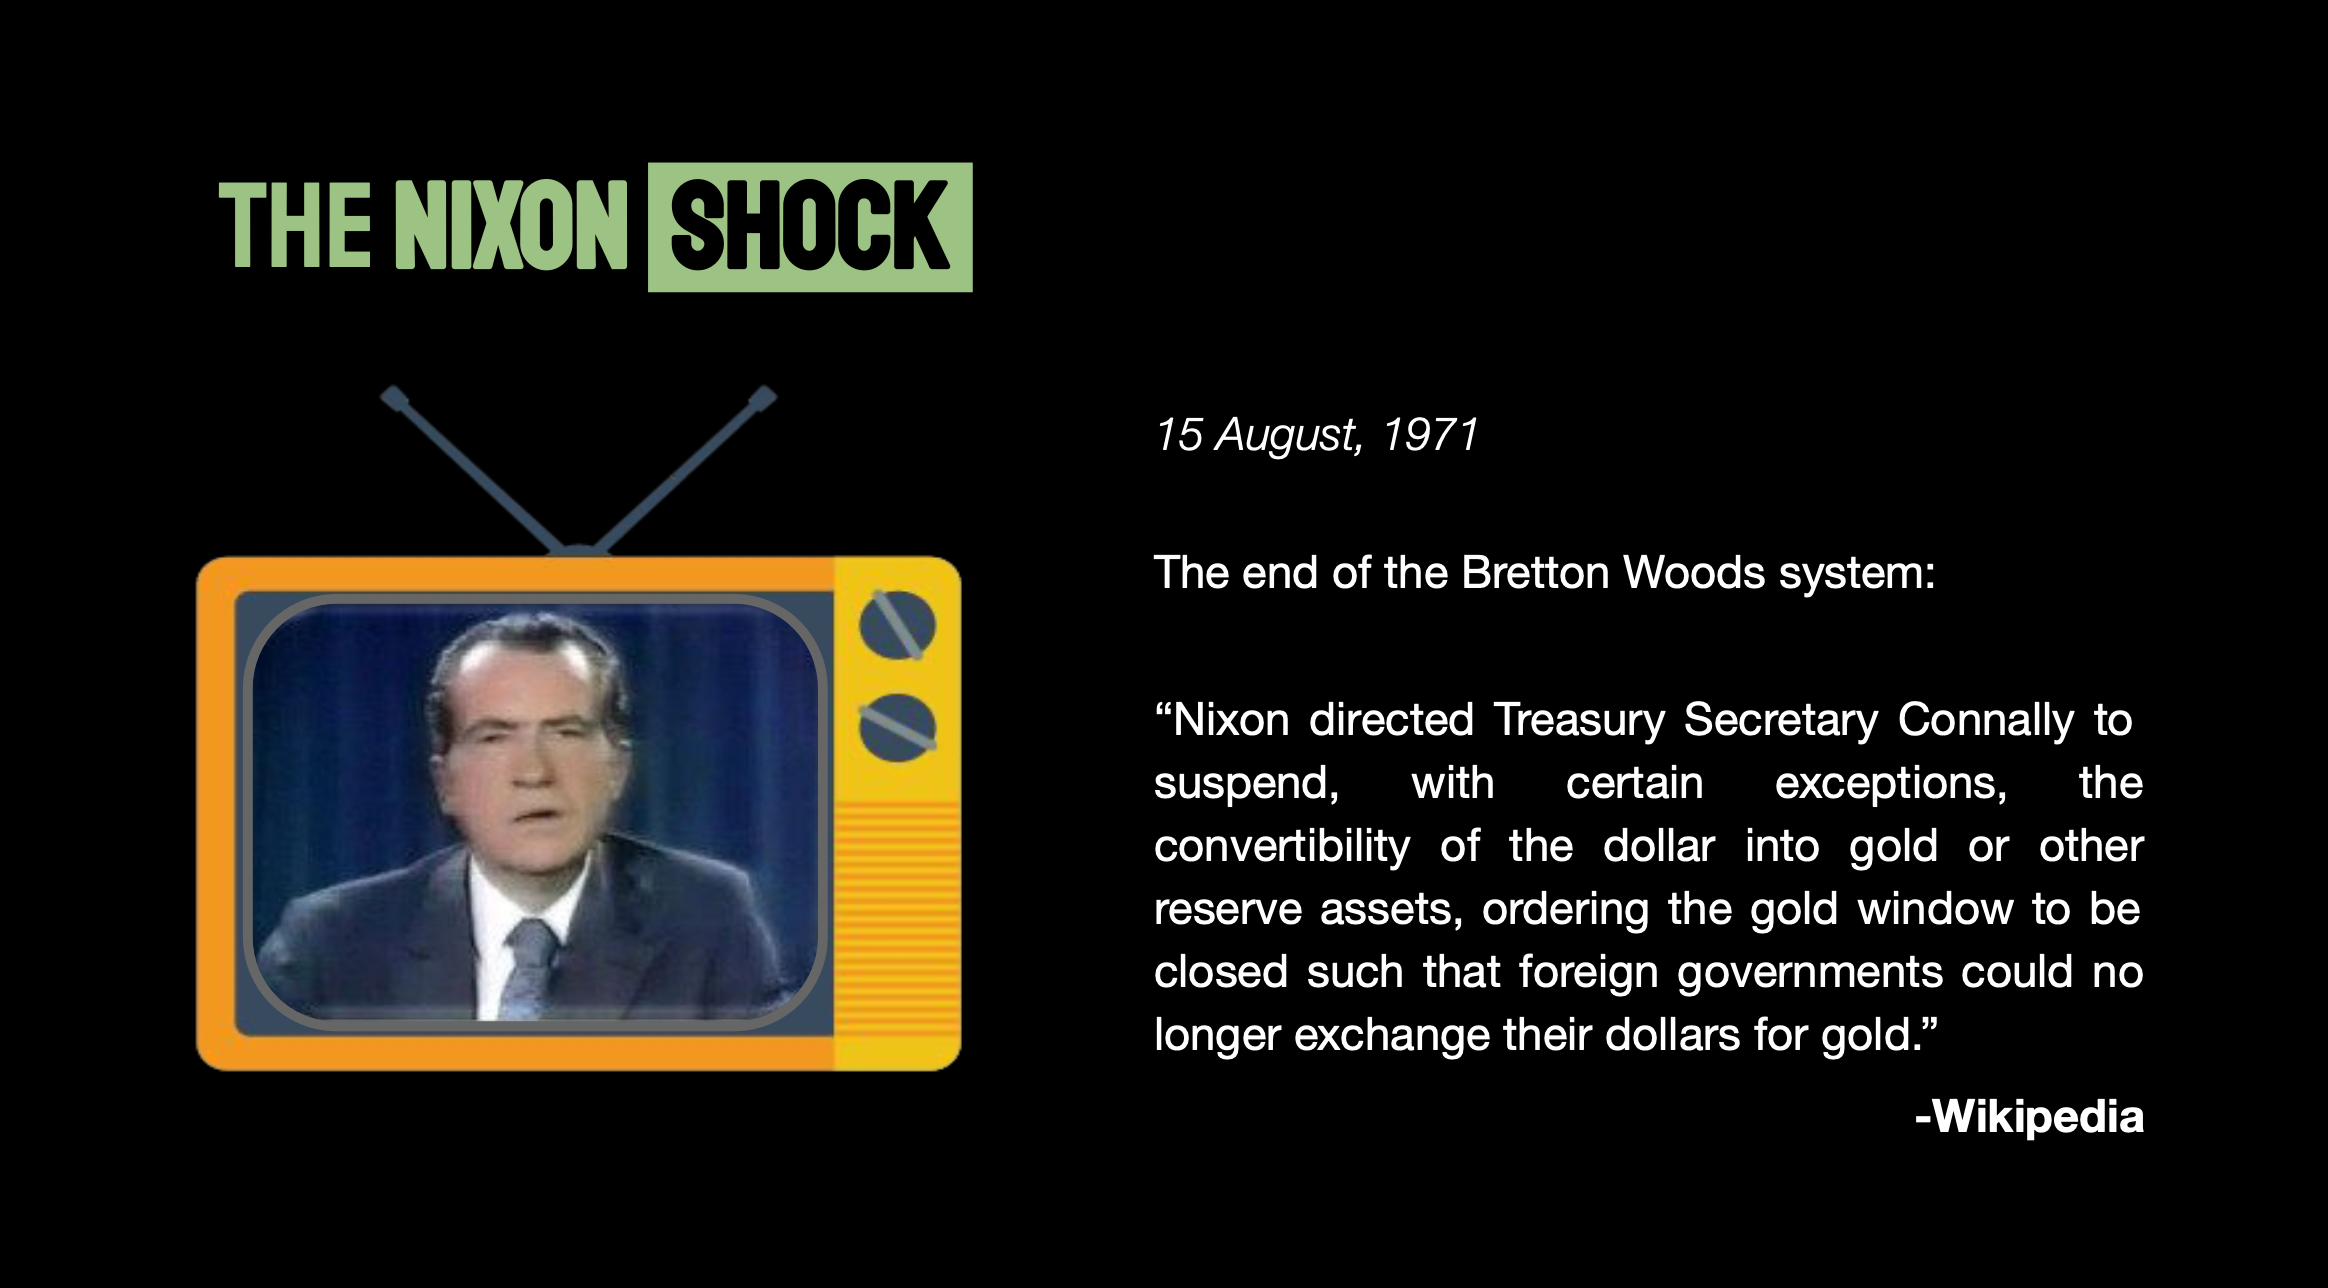 THE NIXON SHOCK
15 August, 1971
The end of the Bretton Woods system:
“Nixon directed Treasury Secretary Connally to
suspend, with certain exceptions, the
convertibility of the dollar into gold or other
reserve assets, ordering the gold window to be
closed such that foreign governments could no
longer exchange their dollars for gold.”
-Wikipedia